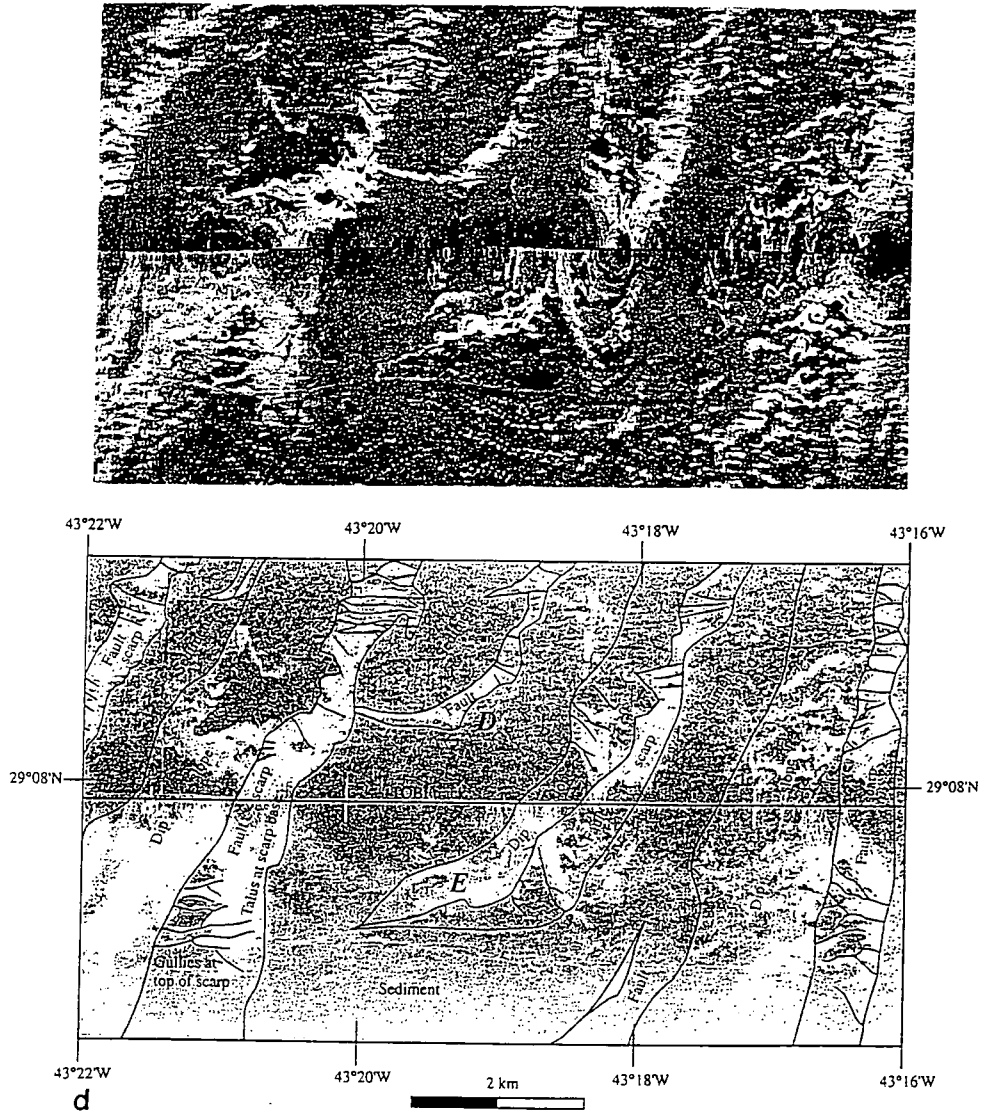 43°22'W 43°20'W 43°18'W 43°16'W
Fault scarp
Fault
D
scarp
29°08'N 29°08'N
Dip
Fault scarp
Talus at scarp base
Dip
E
Dip
Fault
Gullies at
top of scarp
Sediment
Fault
43°22'W 43°20'W 43°18'W 43°16'W
2 km
d